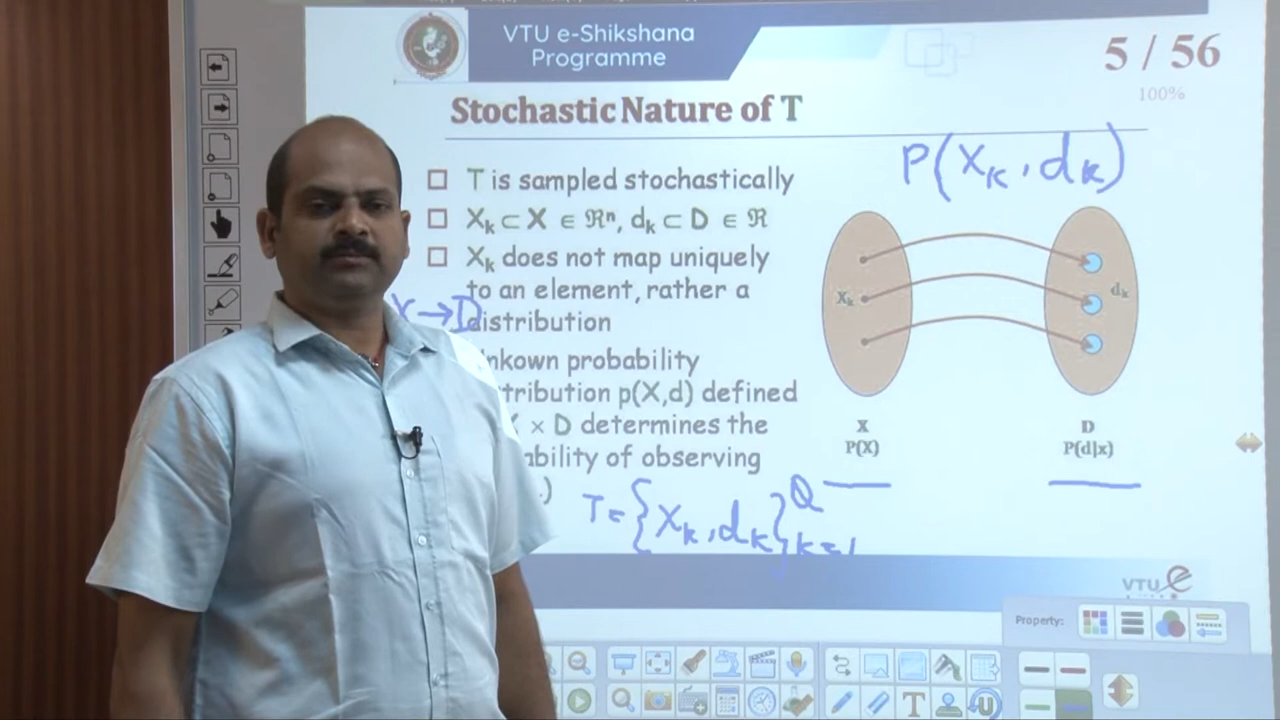 VTU e-Shikshana
Programme
5 / 56
100%
Stochastic Nature of T
P(Xk, dk)
T is sampled stochastically
Xk ⊂ X ∈ ℜⁿ, dk ⊂ D ∈ ℜ
Xk does not map uniquely
to an element, rather a
distribution
X → D
nkown probability
tribution p(X,d) defined
X × D determines the
ability of observing
.)
Xk
dk
X
P(X)
D
P(d|x)
T = {Xk, dk}Q k=1
VTU e
Property: